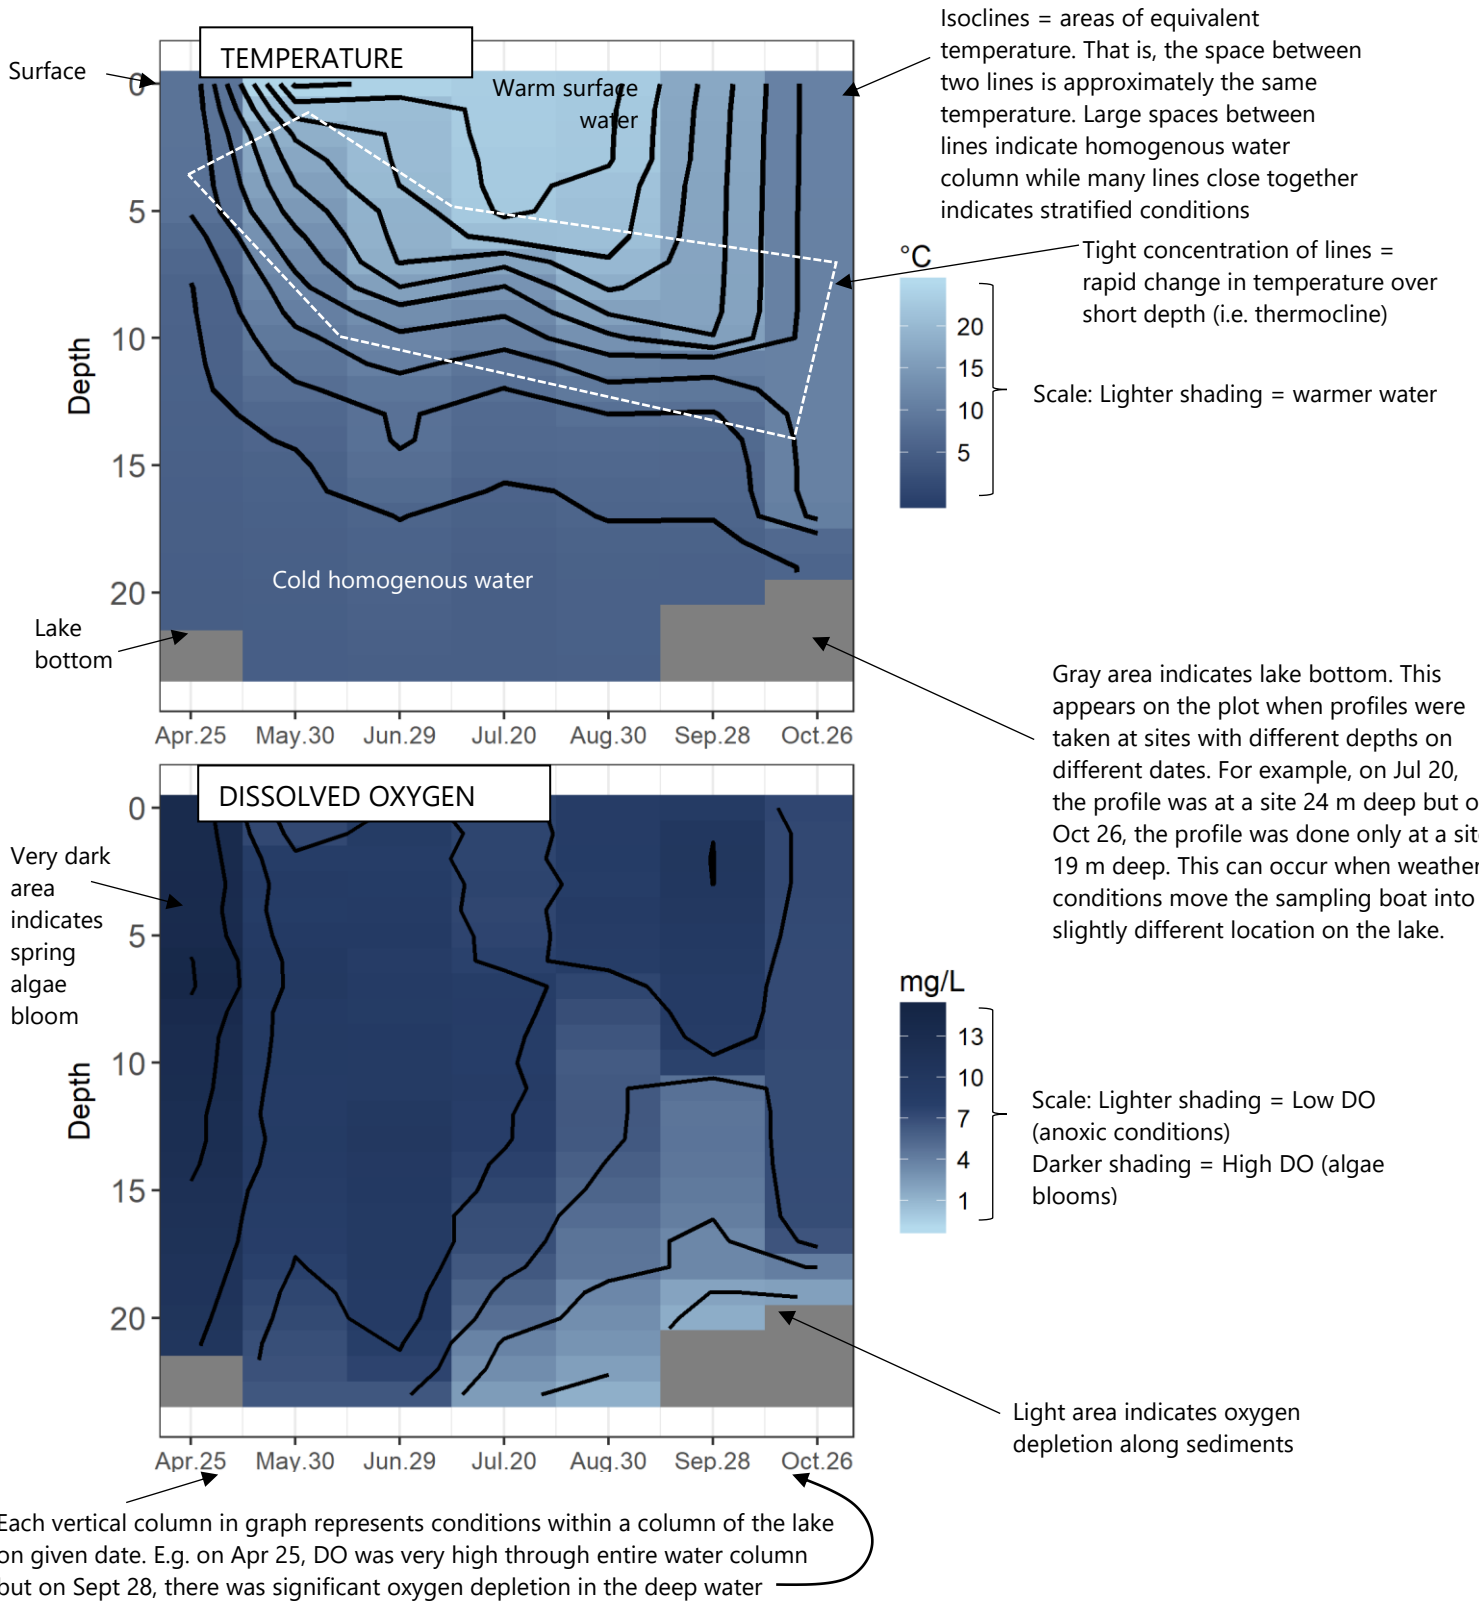 Isoclines = areas of equivalent
temperature. That is, the space between
two lines is approximately the same
temperature. Large spaces between
lines indicate homogenous water
column while many lines close together
indicates stratified conditions
Surface
TEMPERATURE
Warm surface
water
Tight concentration of lines =
rapid change in temperature over
short depth (i.e. thermocline)
°C
20
15
10
5
Scale: Lighter shading = warmer water
0
5
10
15
20
Depth
Cold homogenous water
Lake
bottom
Apr.25 May.30 Jun.29 Jul.20 Aug.30 Sep.28 Oct.26
Gray area indicates lake bottom. This
appears on the plot when profiles were
taken at sites with different depths on
different dates. For example, on Jul 20,
the profile was at a site 24 m deep but o
Oct 26, the profile was done only at a sit
19 m deep. This can occur when weather
conditions move the sampling boat into
slightly different location on the lake.
DISSOLVED OXYGEN
Very dark
area
indicates
spring
algae
bloom
0
5
10
15
20
Depth
mg/L
13
10
7
4
1
Scale: Lighter shading = Low DO
(anoxic conditions)
Darker shading = High DO (algae
blooms)
Light area indicates oxygen
depletion along sediments
Apr.25 May.30 Jun.29 Jul.20 Aug.30 Sep.28 Oct.26
Each vertical column in graph represents conditions within a column of the lake
on given date. E.g. on Apr 25, DO was very high through entire water column
but on Sept 28, there was significant oxygen depletion in the deep water